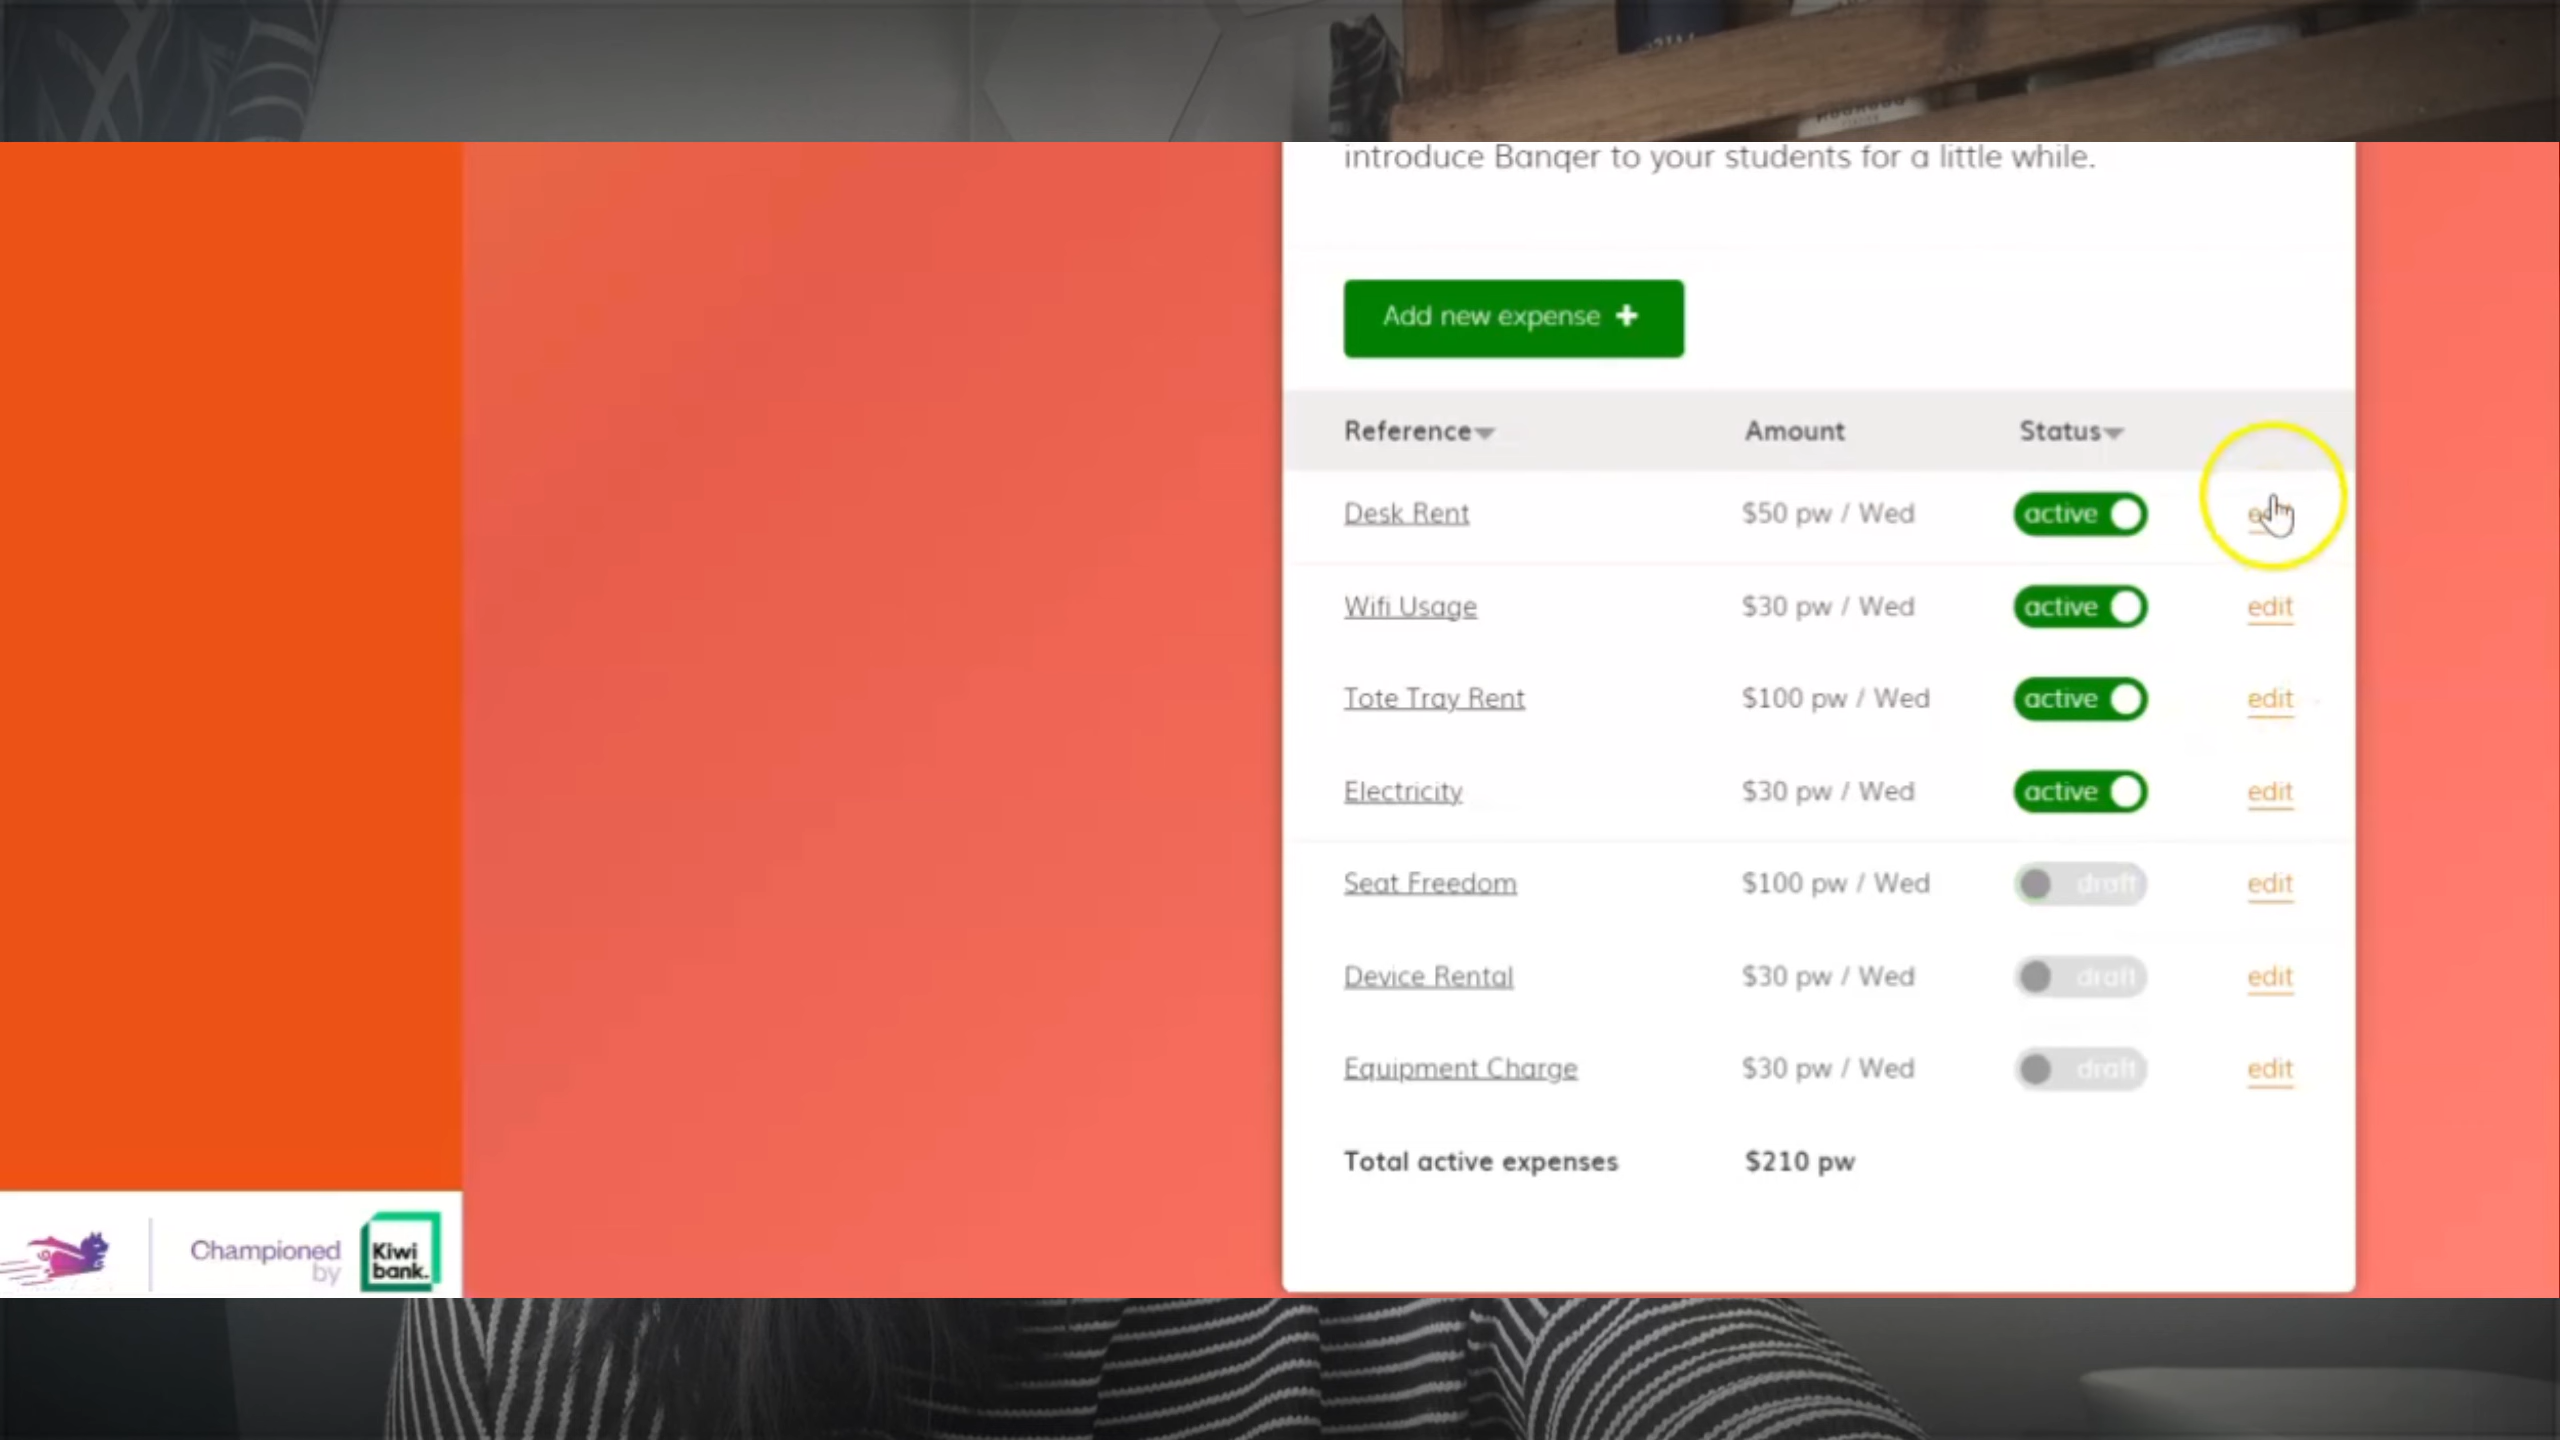 introduce Banqer to your students for a little while.
Add new expense +
Reference Amount Status
Desk Rent $50 pw / Wed active
Wifi Usage $30 pw / Wed active edit
Tote Tray Rent $100 pw / Wed active edit
Electricity $30 pw / Wed active edit
Seat Freedom $100 pw / Wed draft edit
Device Rental $30 pw / Wed draft edit
Equipment Charge $30 pw / Wed draft edit
Total active expenses $210 pw
Championed
by
Kiwi
bank.